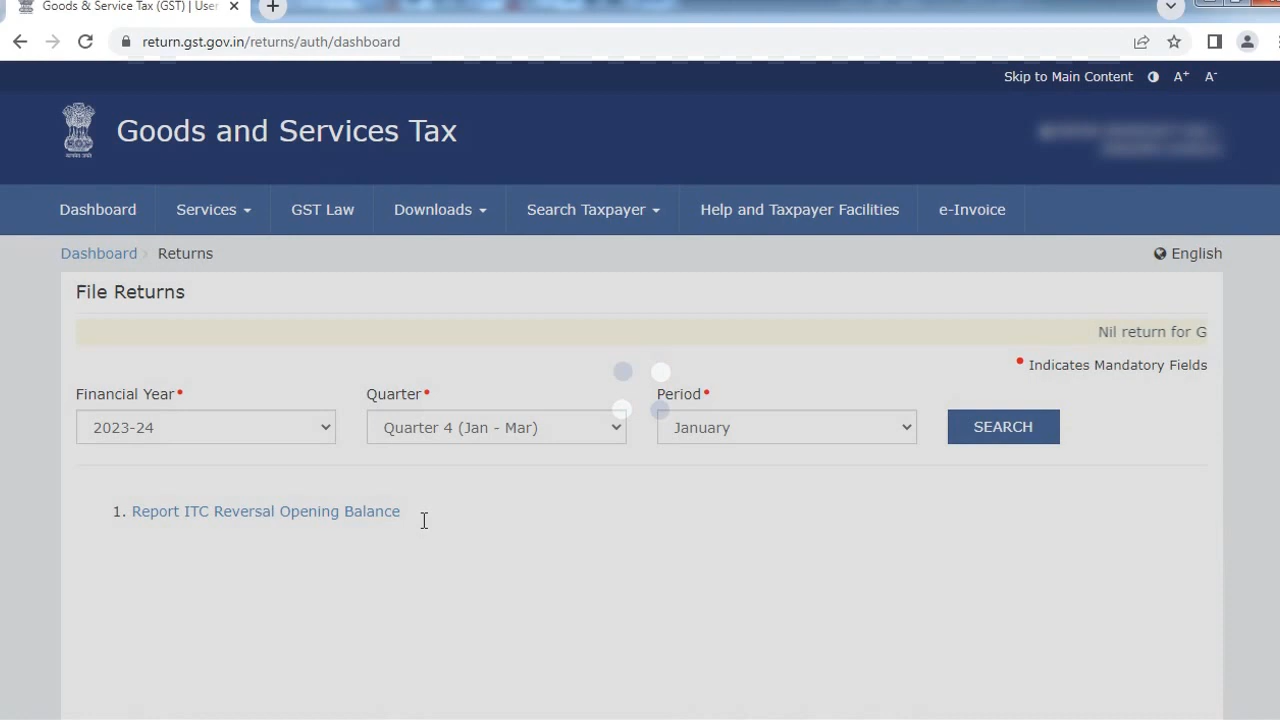 Goods & Service Tax (GST) | User
return.gst.gov.in/returns/auth/dashboard
Skip to Main Content A+ A-
Goods and Services Tax
Dashboard Services GST Law Downloads Search Taxpayer Help and Taxpayer Facilities e-Invoice
Dashboard › Returns English
File Returns
Nil return for G
• Indicates Mandatory Fields
Financial Year• Quarter• Period•
2023-24 Quarter 4 (Jan - Mar) January SEARCH
1. Report ITC Reversal Opening Balance